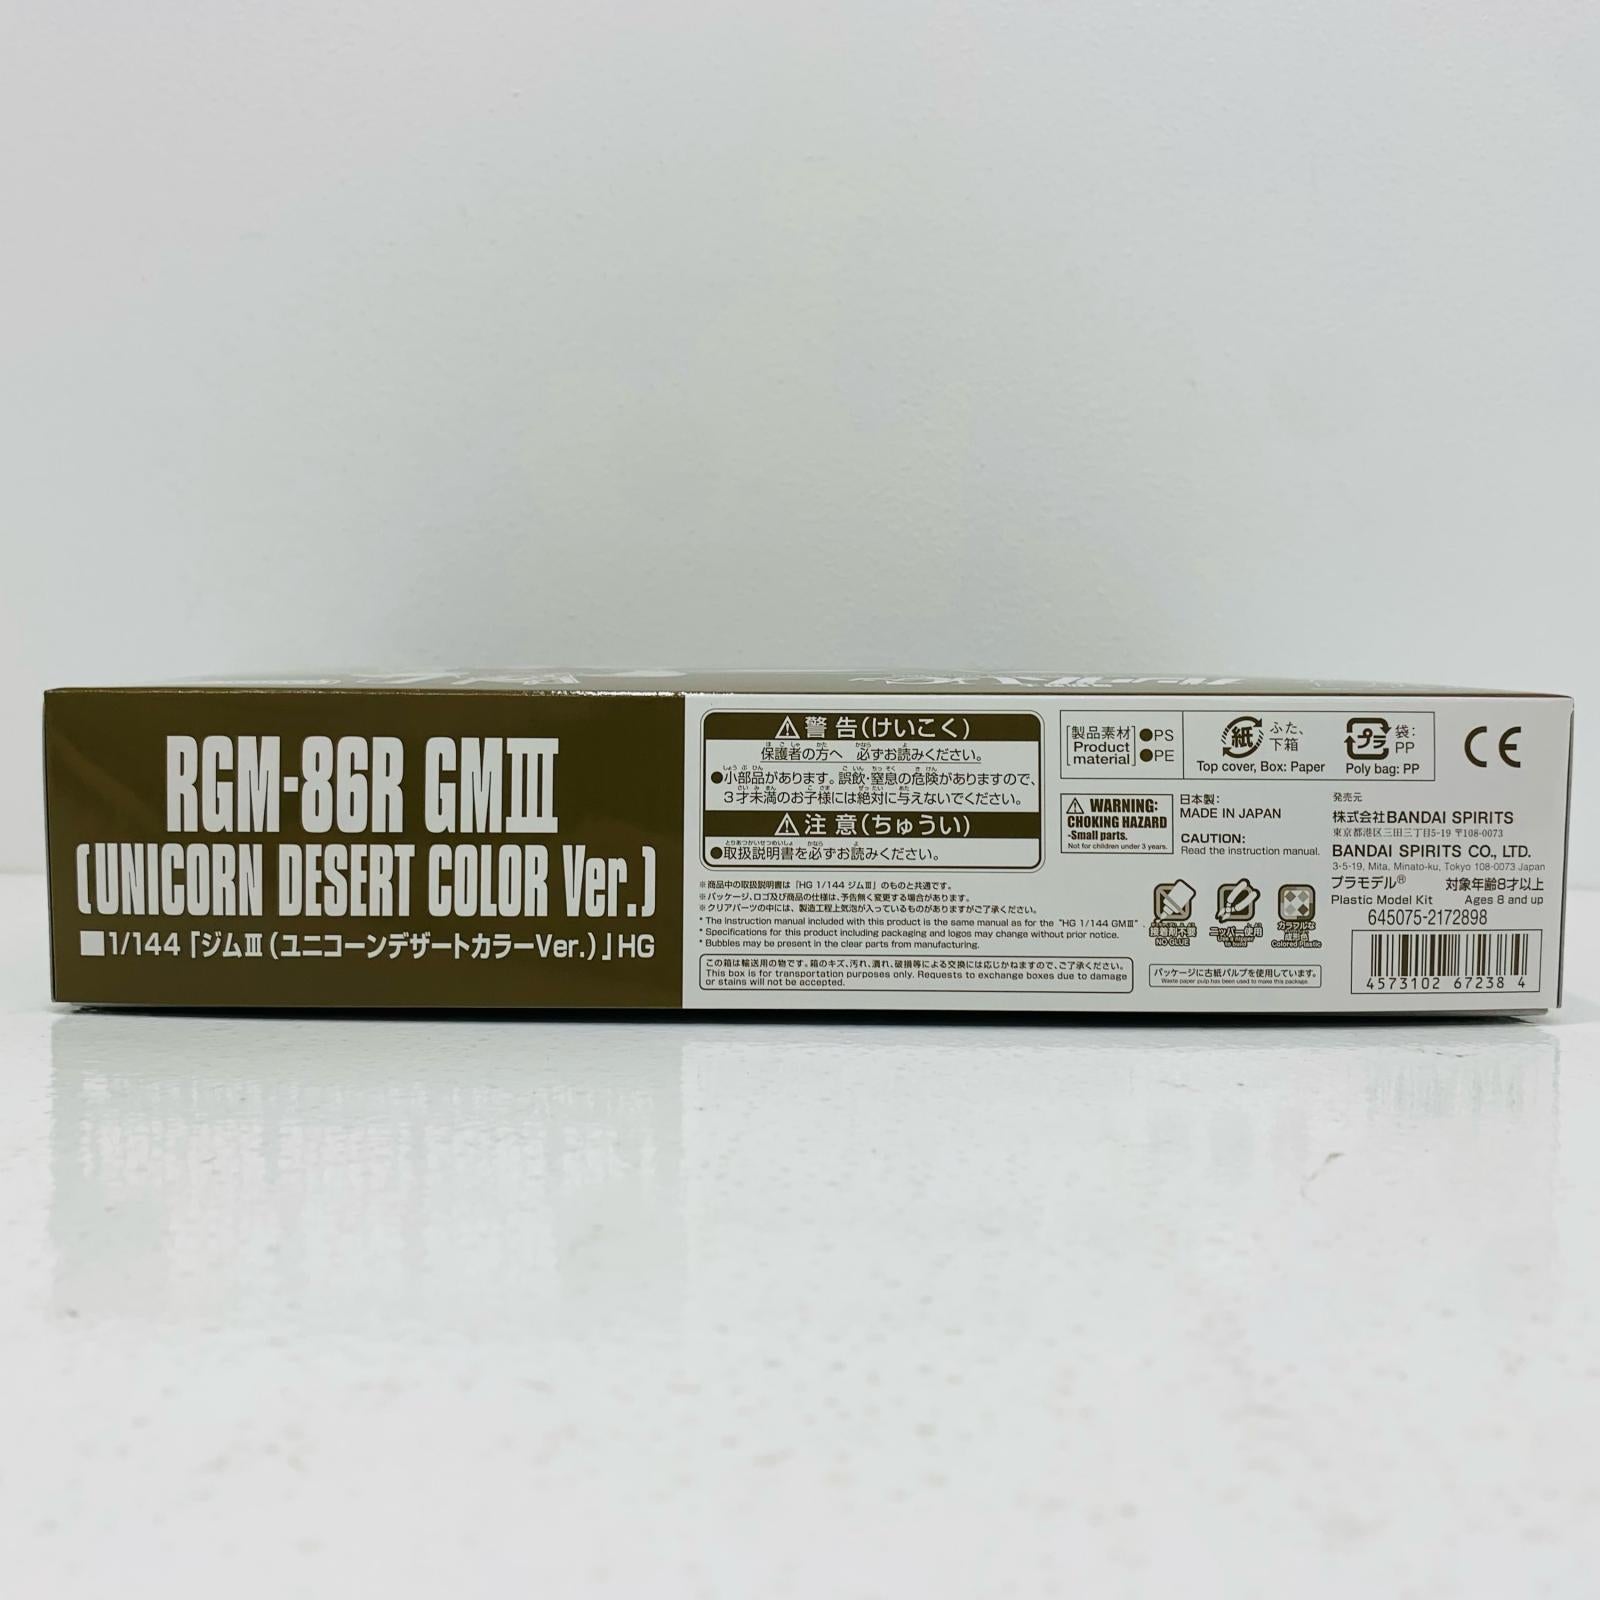 RGM-86R GMIII
(UNICORN DESERT COLOR Ver.)
■1/144「ジムⅢ(ユニコーンデザートカラーVer.)」HG
⚠警告(けいこく)
保護者の方へ 必ずお読みください。
●小部品があります。誤飲・窒息の危険がありますので、
3才未満のお子様には絶対に与えないでください。
⚠注意(ちゅうい)
●取扱説明書を必ずお読みください。
※商品中の取扱説明書は「HG 1/144 ジムⅢ」のものと共通です。
※パッケージ、ロゴ及び商品の仕様は、予告無く変更する場合があります。
※クリアパーツの中には、製造工程上気泡が入っているものがありますがご了承ください。
* The instruction manual included with this product is the same manual as for the "HG 1/144 GMⅢ".
* Specifications for this product including packaging and logos may change without prior notice.
* Bubbles may be present in the clear parts from manufacturing.
この箱は輸送用の物です。箱のキズ、汚れ、潰れ、破損等による交換には応じかねますので、ご了承ください。
This box is for transportation purposes only. Requests to exchange boxes due to damage
or stains will not be accepted.
製品素材
Product
material
●PS
●PE
紙
ふた、
下箱
Top cover, Box: Paper
プラ
袋:
PP
Poly bag: PP
CE
⚠WARNING:
CHOKING HAZARD
-Small parts.
Not for children under 3 years.
日本製:
MADE IN JAPAN
CAUTION:
Read the instruction manual.
発売元
株式会社BANDAI SPIRITS
東京都港区三田三丁目5-19 〒108-0073
BANDAI SPIRITS CO., LTD.
3-5-19, Mita, Minato-ku, Tokyo 108-0073 Japan
プラモデル® 対象年齢8才以上
Plastic Model Kit Ages 8 and up
645075-2172898
接着剤不要
NO GLUE
ニッパー使用
Use a nipper
to build
カラフルな
成形色
Colored Plastic
パッケージに古紙パルプを使用しています。
Waste paper pulp has been used to make this package.
4573102 67238 4